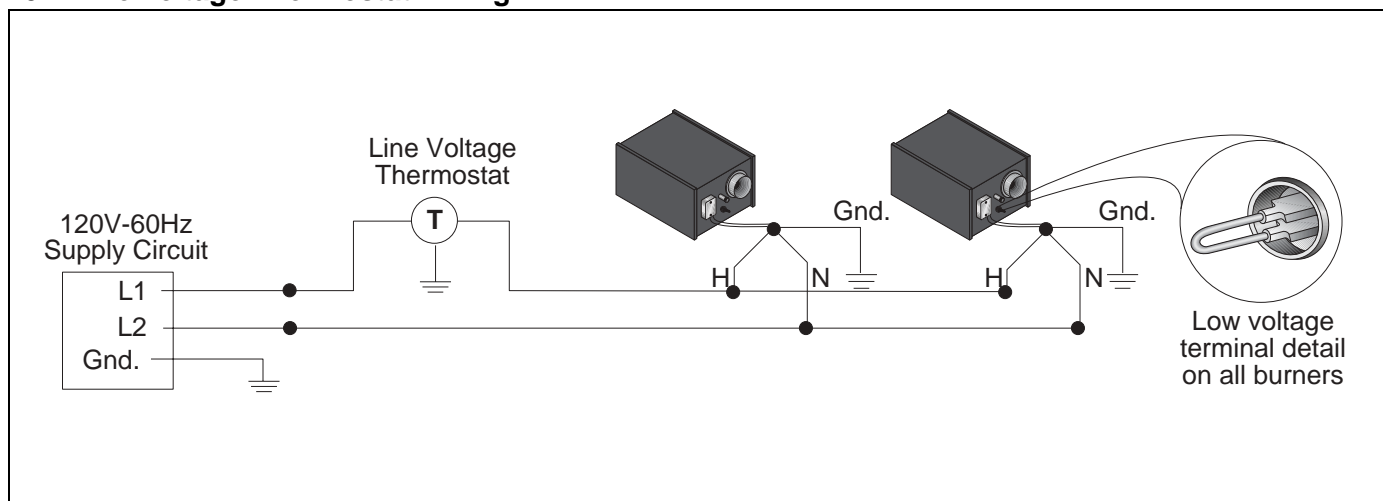 Line Voltage
Thermostat
T
120V-60Hz
Supply Circuit
L1
L2
Gnd.
H
N
Gnd.
H
N
Gnd.
Low voltage
terminal detail
on all burners